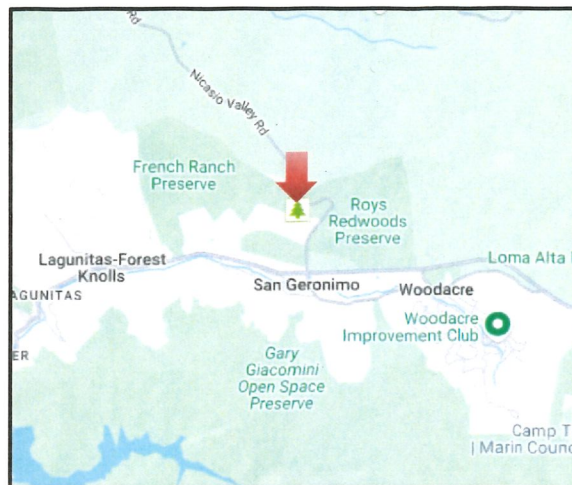 Rd
Nicasio Valley Rd
French Ranch
Preserve
Roys
Redwoods
Preserve
Lagunitas-Forest
Knolls
Loma Alta
AGUNITAS
San Geronimo
Woodacre
Woodacre
Improvement Club
ER
Gary
Giacomini
Open Space
Preserve
Camp T
| Marin Counc